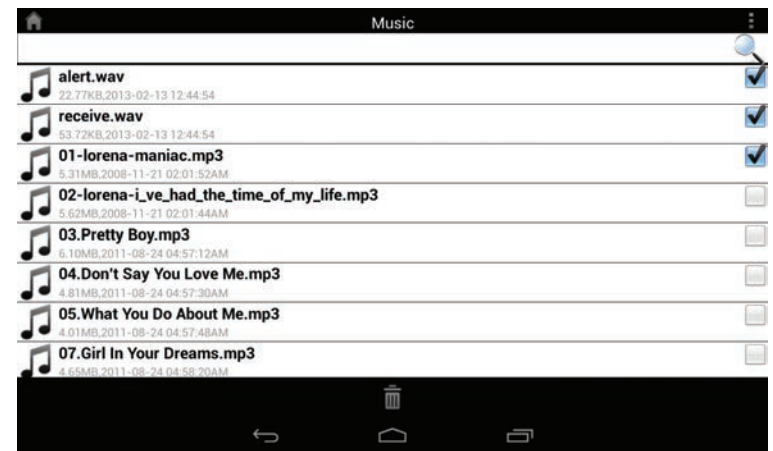 Music
alert.wav
22.77KB,2013-02-13 12:44:54
receive.wav
53.72KB,2013-02-13 12:44:54
01-lorena-maniac.mp3
5.31MB,2008-11-21 02:01:52AM
02-lorena-i_ve_had_the_time_of_my_life.mp3
5.62MB,2008-11-21 02:01:44AM
03.Pretty Boy.mp3
6.10MB,2011-08-24 04:57:12AM
04.Don't Say You Love Me.mp3
4.81MB,2011-08-24 04:57:30AM
05.What You Do About Me.mp3
4.01MB,2011-08-24 04:57:48AM
07.Girl In Your Dreams.mp3
4.65MB,2011-08-24 04:58:20AM